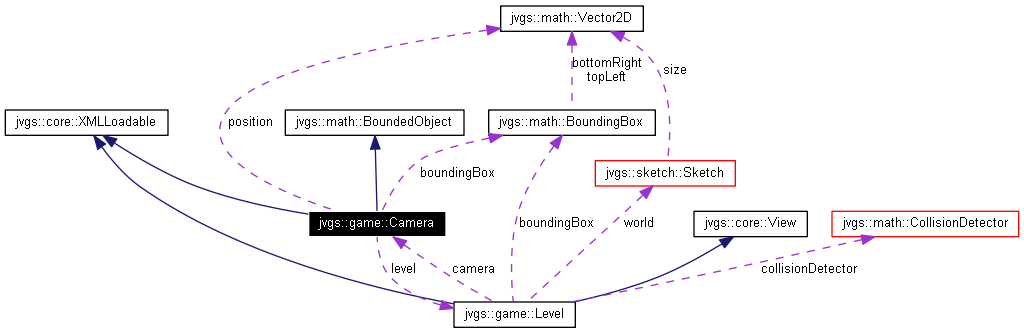 jvgs::math::Vector2D
bottomRight
topLeft
size
jvgs::core::XMLLoadable
position
jvgs::math::BoundedObject
jvgs::math::BoundingBox
boundingBox
jvgs::sketch::Sketch
jvgs::game::Camera
boundingBox
world
jvgs::core::View
jvgs::math::CollisionDetector
level
camera
collisionDetector
jvgs::game::Level